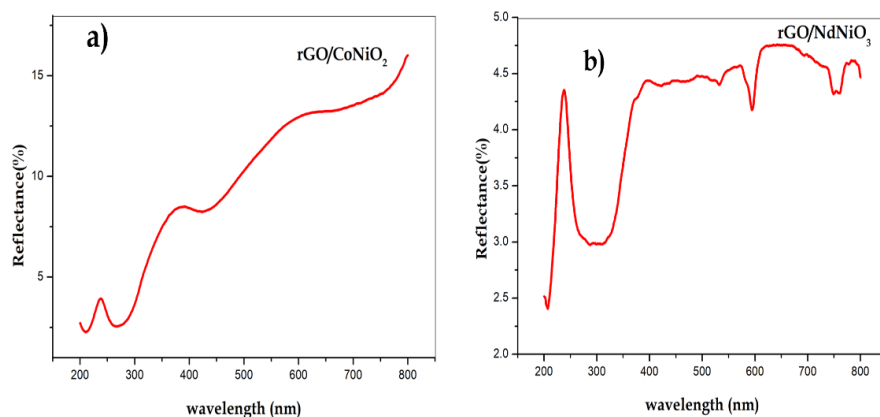 a)
rGO/CoNiO₂
15
10
5
Reflectance(%)
200 300 400 500 600 700 800
wavelength (nm)
b)
rGO/NdNiO₃
5.0
4.5
4.0
3.5
3.0
2.5
2.0
Reflectance(%)
200 300 400 500 600 700 800
wavelength (nm)